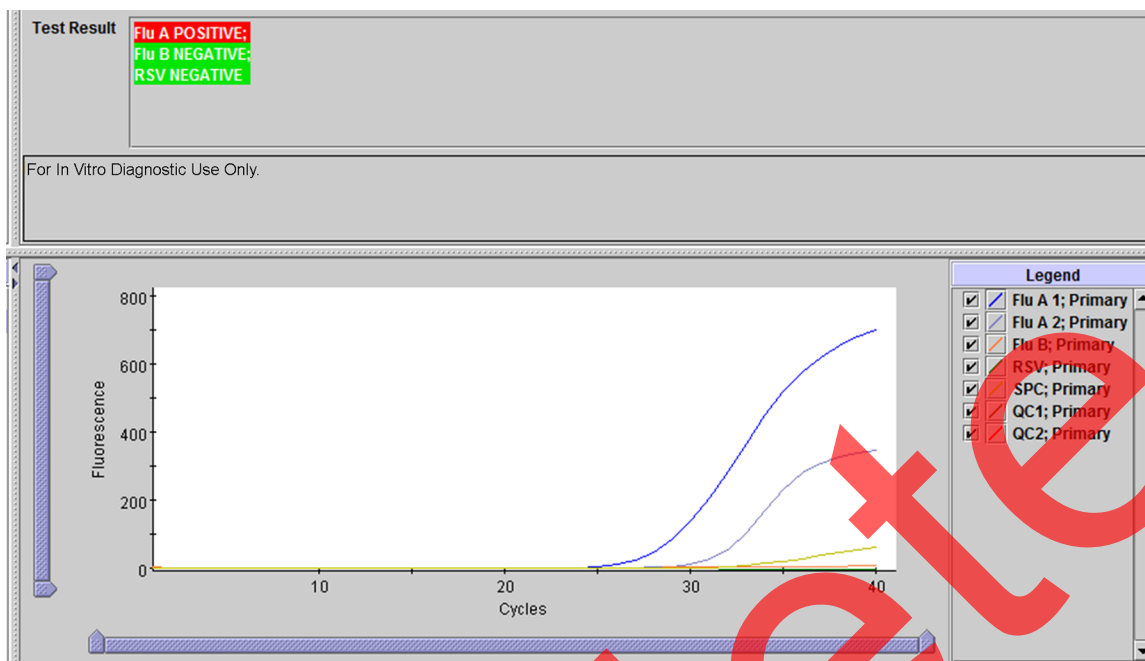 Test Result
Flu A POSITIVE;
Flu B NEGATIVE;
RSV NEGATIVE
For In Vitro Diagnostic Use Only.
Legend
Flu A 1; Primary
Flu A 2; Primary
Flu B; Primary
RSV; Primary
SPC; Primary
QC1; Primary
QC2; Primary
Fluorescence
800
600
400
200
0
10
20
30
40
Cycles
ete